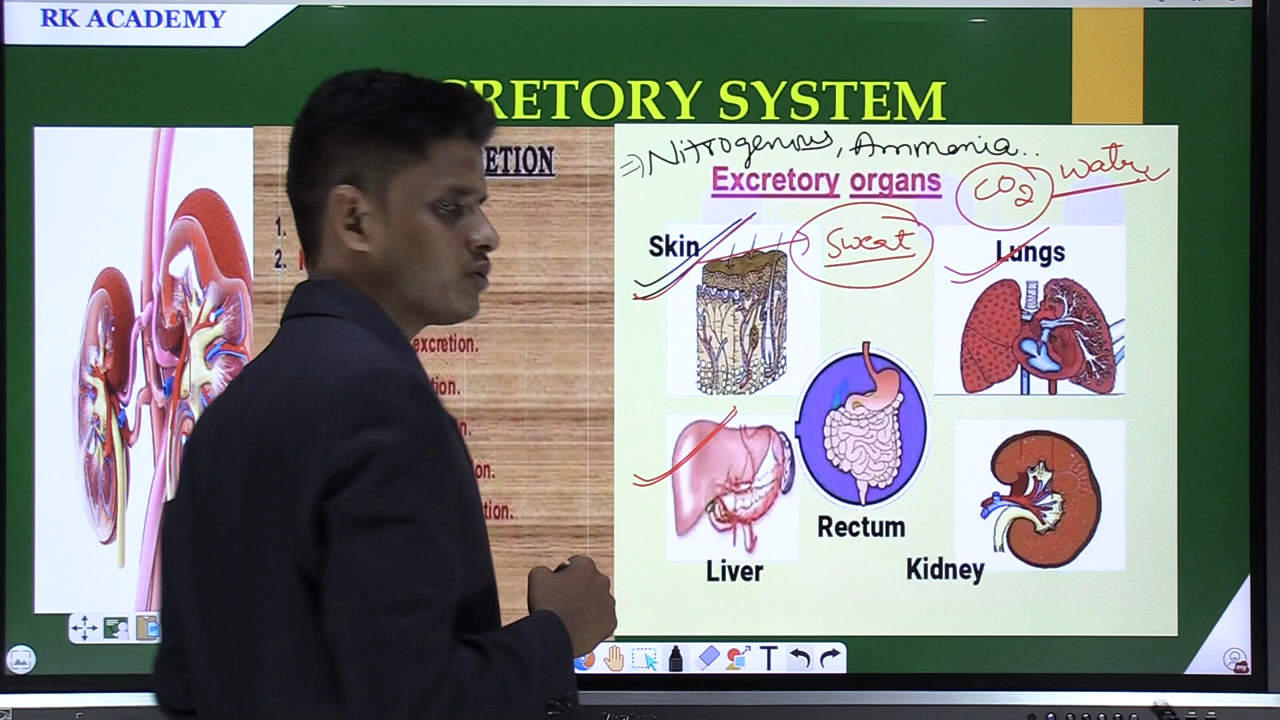 RK ACADEMY
CRETORY SYSTEM
ETION
⇒ Nitrogenous, Ammonia..
Excretory organs
CO2 water
1.
2.
Skin
Sweat
Lungs
excretion.
tion.
n.
on.
tion.
Rectum
Liver
Kidney
T